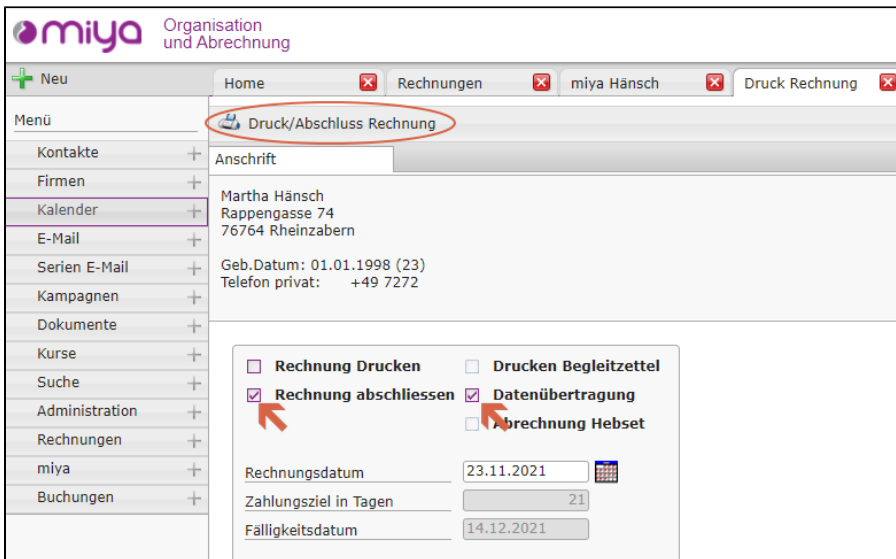 miya Organisation
und Abrechnung
Neu
Home Rechnungen miya Hänsch Druck Rechnung
Menü
Druck/Abschluss Rechnung
Kontakte
Firmen
Kalender
E-Mail
Serien E-Mail
Kampagnen
Dokumente
Kurse
Suche
Administration
Rechnungen
miya
Buchungen
Anschrift
Martha Hänsch
Rappengasse 74
76764 Rheinzabern
Geb.Datum: 01.01.1998 (23)
Telefon privat: +49 7272
Rechnung Drucken Drucken Begleitzettel
Rechnung abschliessen Datenübertragung
Abrechnung Hebset
Rechnungsdatum 23.11.2021
Zahlungsziel in Tagen 21
Fälligkeitsdatum 14.12.2021